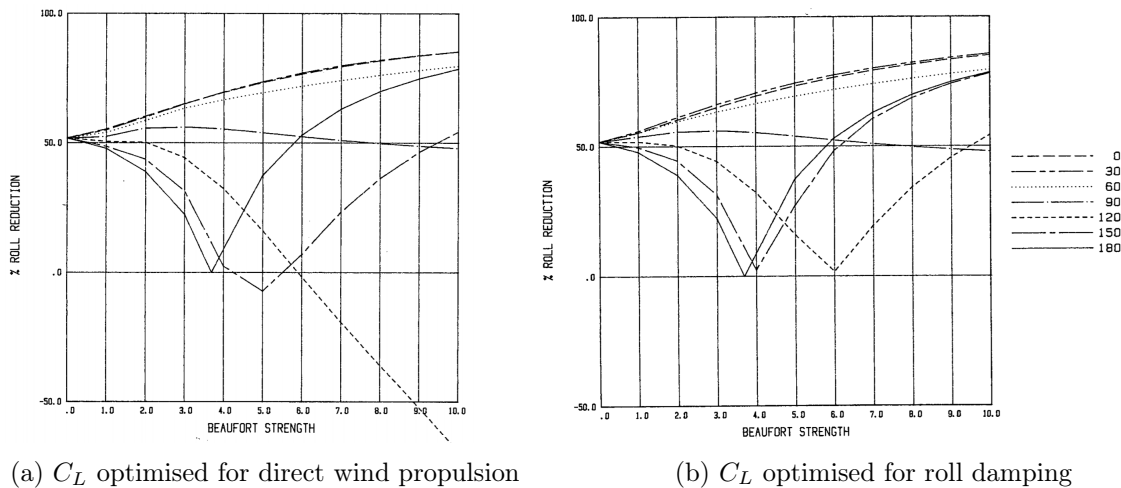 100.0
50.0
.0
-50.0
% ROLL REDUCTION
.0 1.0 2.0 3.0 4.0 5.0 6.0 7.0 8.0 9.0 10.0
BEAUFORT STRENGTH
(a) C_L optimised for direct wind propulsion
100.0
50.0
.0
-50.0
% ROLL REDUCTION
.0 1.0 2.0 3.0 4.0 5.0 6.0 7.0 8.0 9.0 10.0
BEAUFORT STRENGTH
(b) C_L optimised for roll damping
0
30
60
90
120
150
180